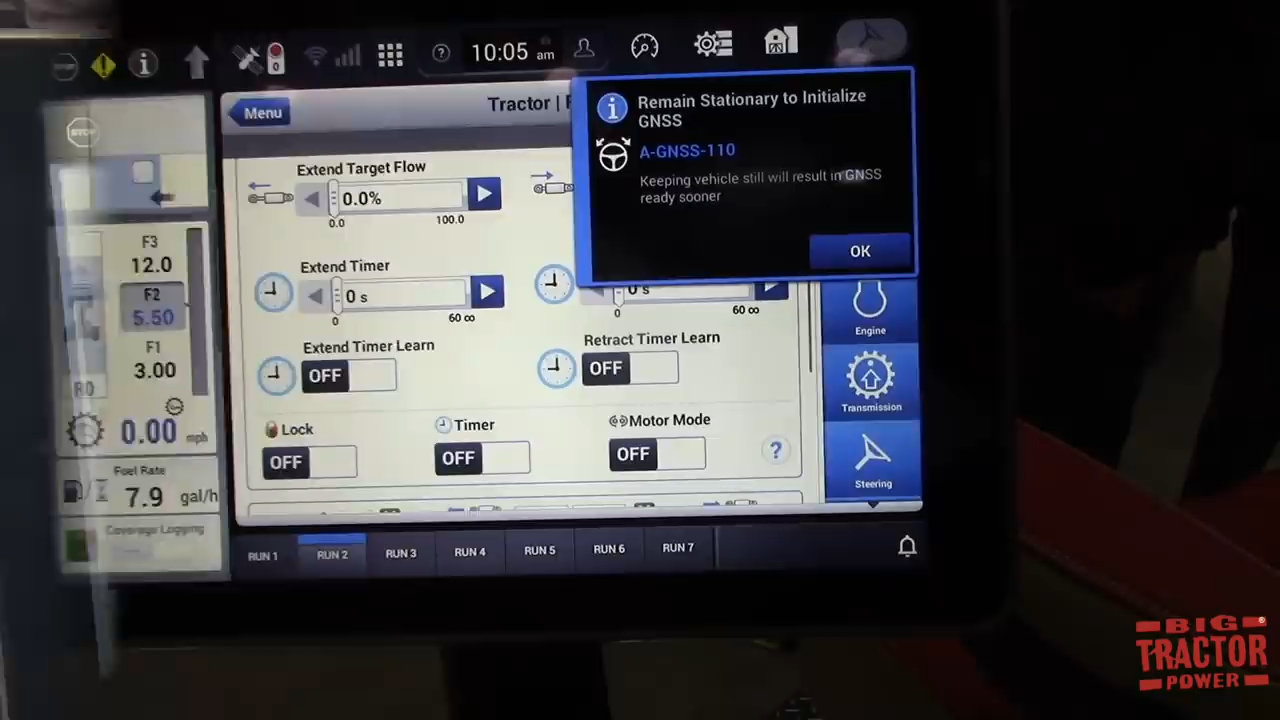 10:05 am
Menu
Tractor |
Remain Stationary to Initialize
GNSS
A-GNSS-110
Keeping vehicle still will result in GNSS
ready sooner
OK
STOP
F3
12.0
F2
5.50
F1
3.00
R0
0.00 mph
Fuel Rate
7.9 gal/h
Coverage Logging
Extend Target Flow
0.0%
0.0 100.0
Extend Timer
0 s
0 s
0 60 ∞
0 60 ∞
Extend Timer Learn
OFF
Retract Timer Learn
OFF
Lock
OFF
Timer
OFF
Motor Mode
OFF
?
Engine
Transmission
Steering
RUN 1 RUN 2 RUN 3 RUN 4 RUN 5 RUN 6 RUN 7
BIG
TRACTOR
POWER